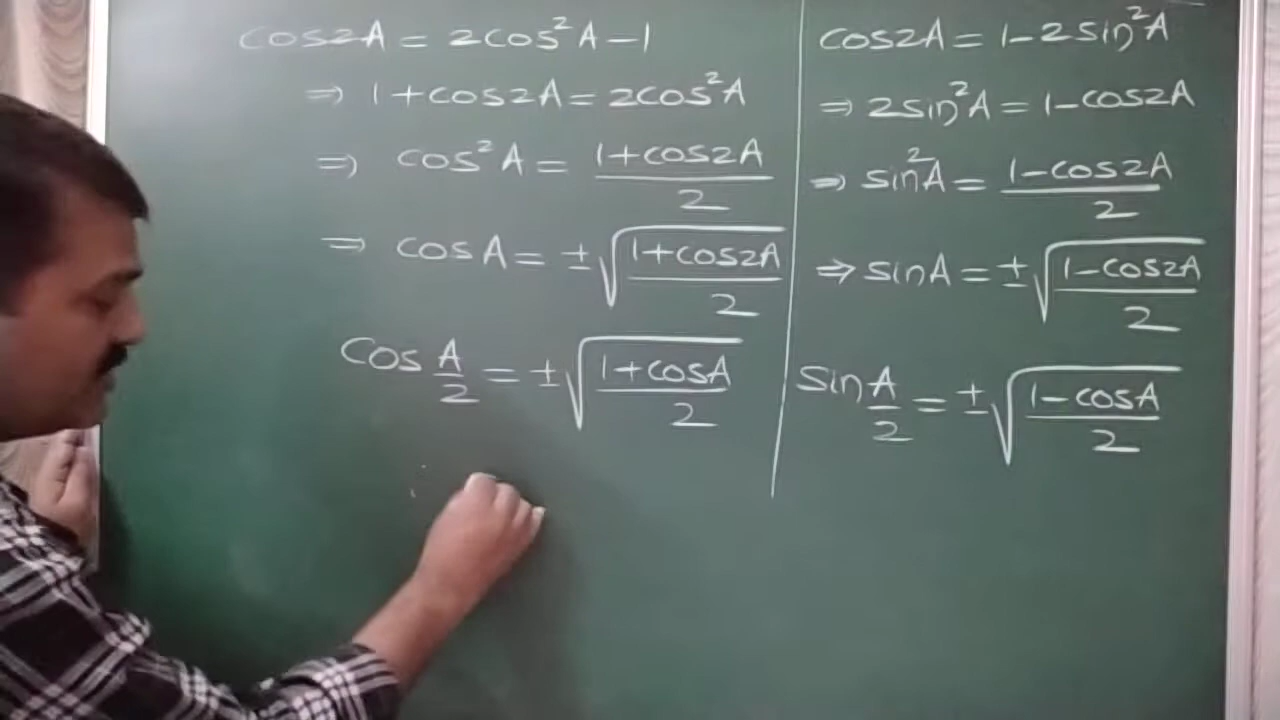 cos2A = 2cos²A - 1
⇒ 1 + cos2A = 2cos²A
⇒ cos²A = (1 + cos2A)/2
⇒ cosA = ±√((1 + cos2A)/2)
cos A/2 = ±√((1 + cosA)/2)
cos2A = 1 - 2sin²A
⇒ 2sin²A = 1 - cos2A
⇒ sin²A = (1 - cos2A)/2
⇒ sinA = ±√((1 - cos2A)/2)
sin A/2 = ±√((1 - cosA)/2)